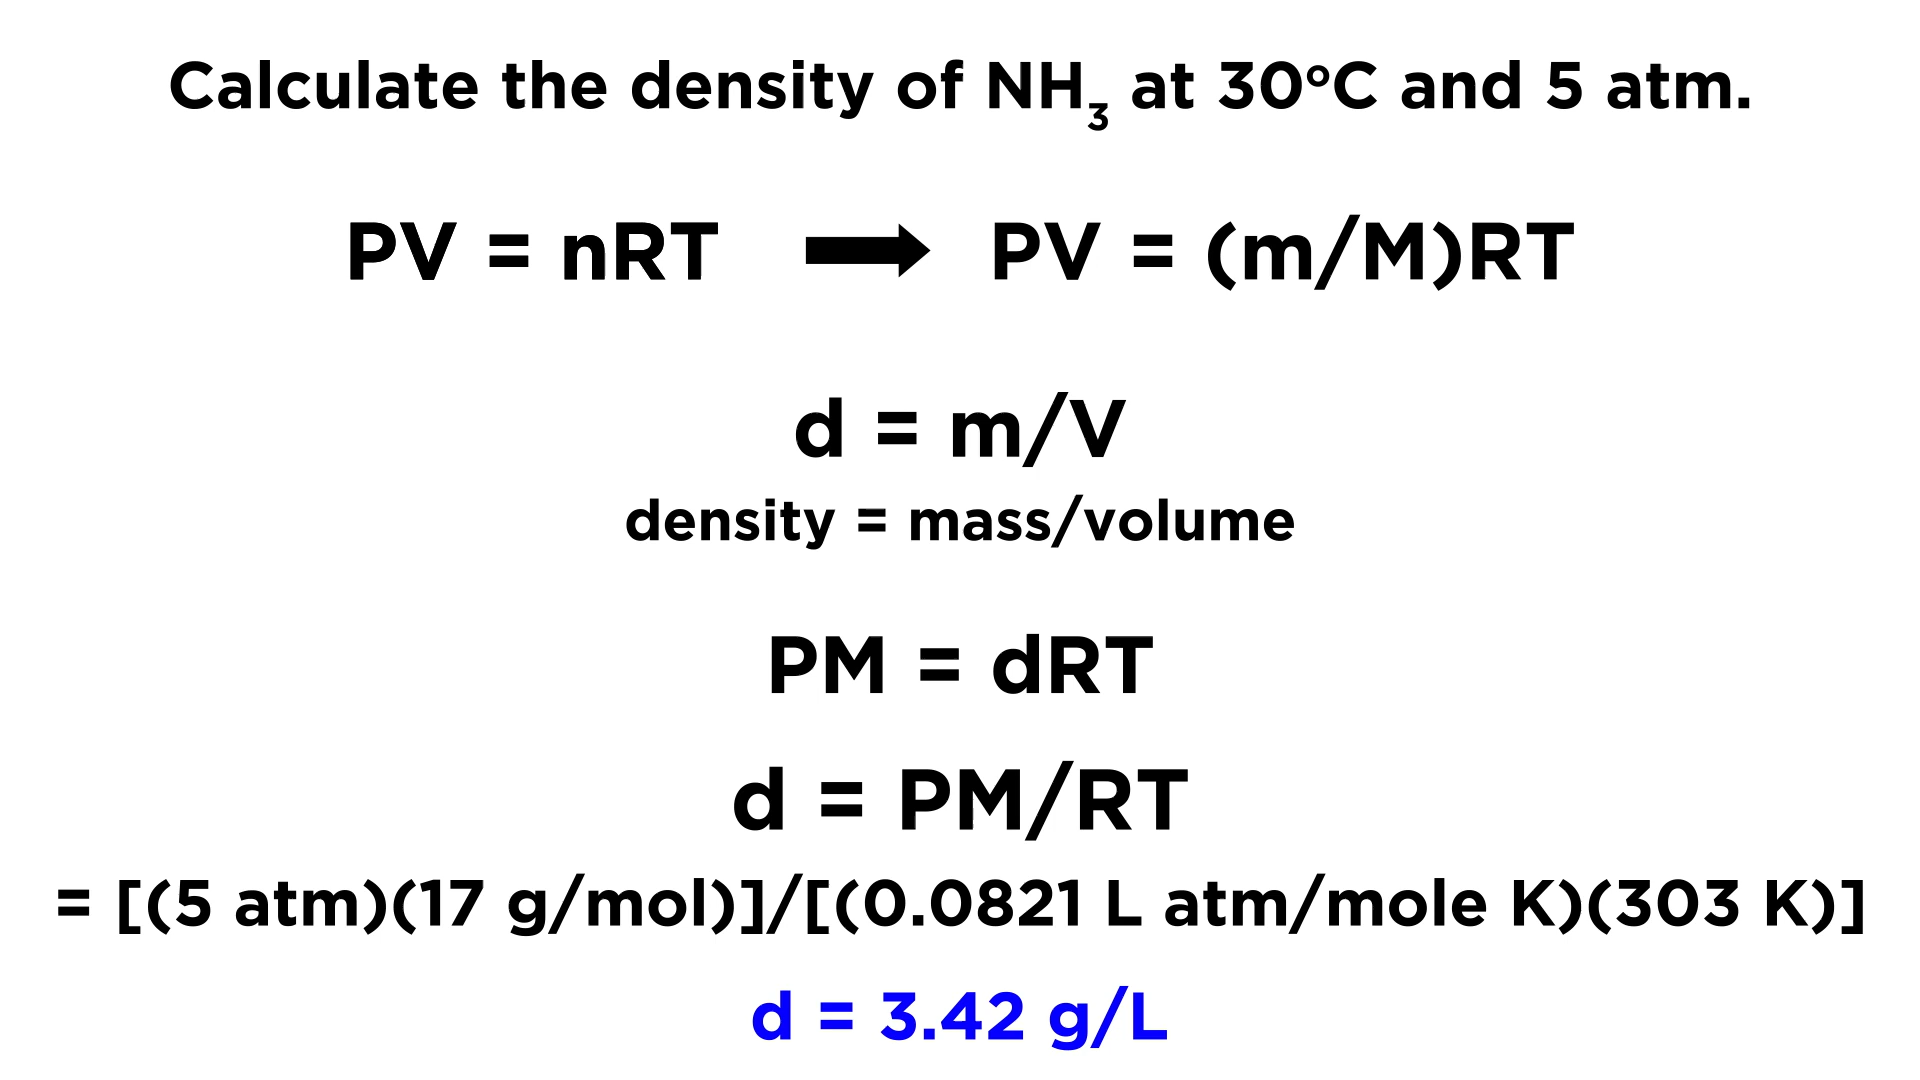 Calculate the density of NH₃ at 30ºC and 5 atm.
PV = nRT ➡ PV = (m/M)RT
d = m/V
density = mass/volume
PM = dRT
d = PM/RT
= [(5 atm)(17 g/mol)]/[(0.0821 L atm/mole K)(303 K)]
d = 3.42 g/L